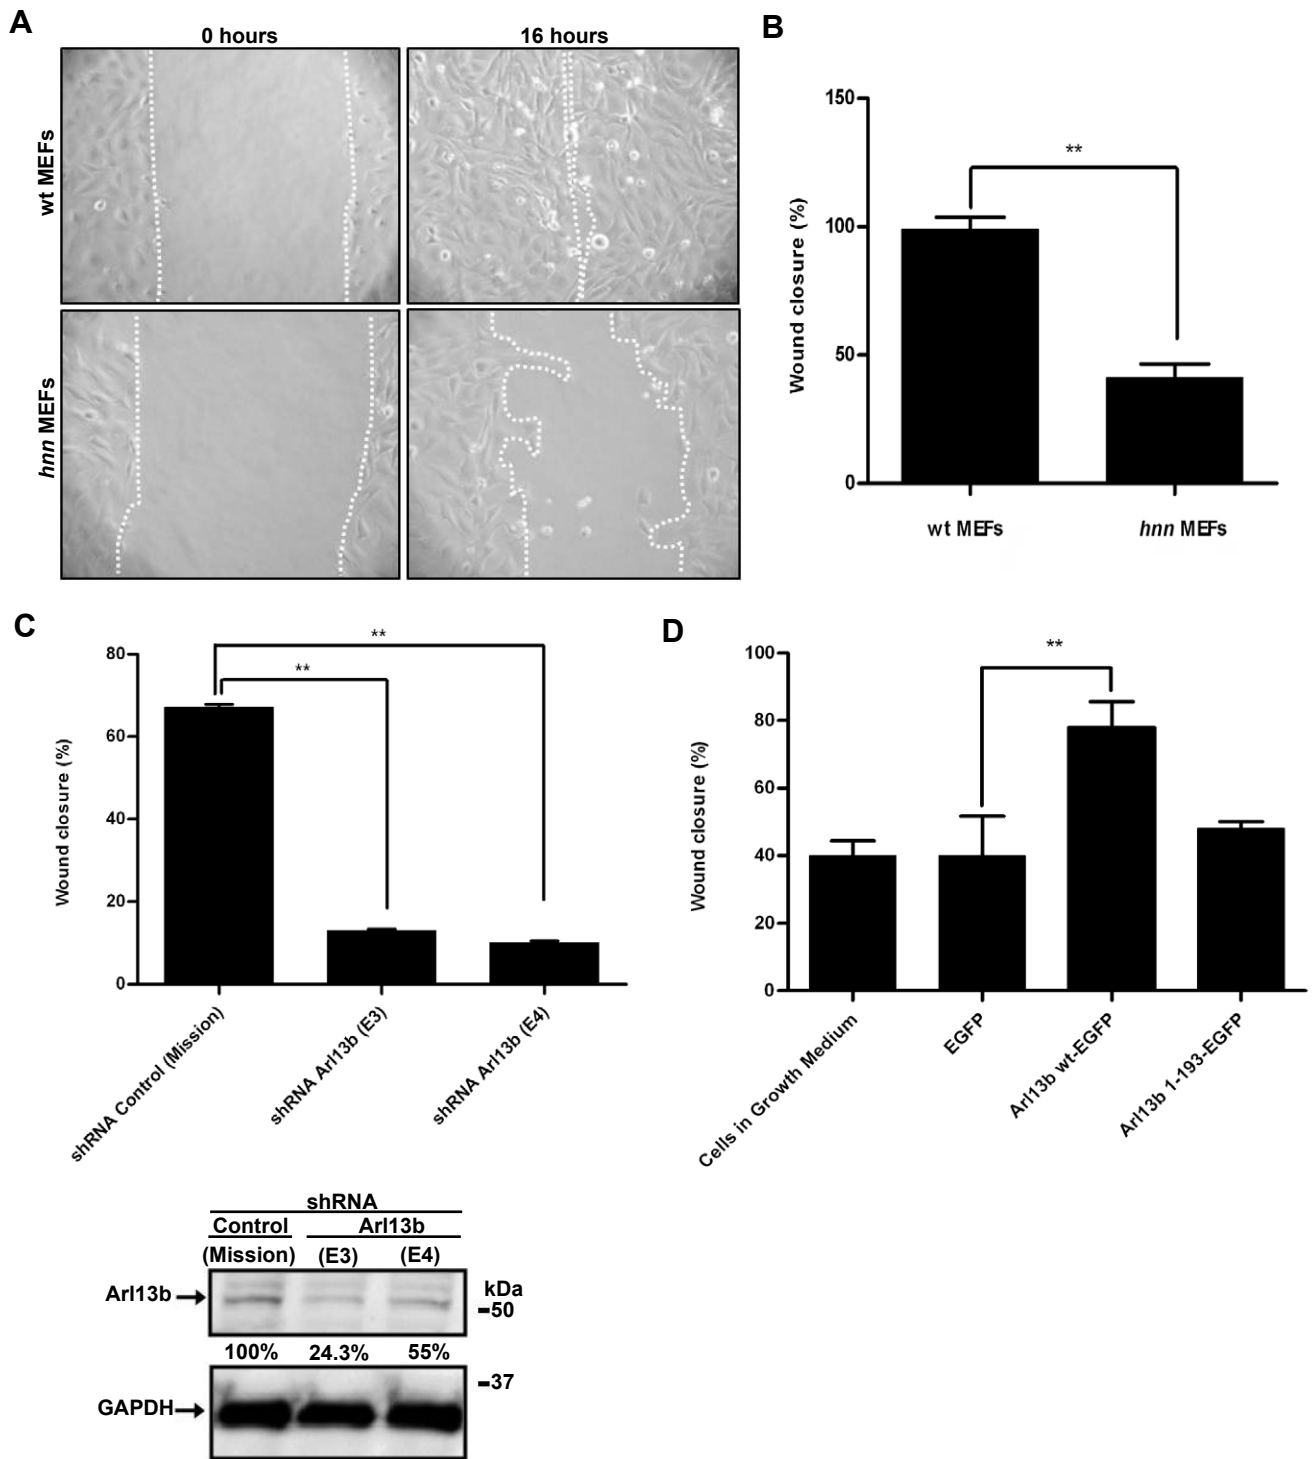 A
0 hours
16 hours
wt MEFs
hnn MEFs
B
Wound closure (%)
150
100
50
0
**
wt MEFs
hnn MEFs
C
Wound closure (%)
80
60
40
20
0
**
**
shRNA Control (Mission)
shRNA Arl13b (E3)
shRNA Arl13b (E4)
shRNA
Control
Arl13b
(Mission)
(E3)
(E4)
Arl13b
kDa
50
100%
24.3%
55%
37
GAPDH
D
Wound closure (%)
100
80
60
40
20
0
**
Cells in Growth Medium
EGFP
Arl13b wt-EGFP
Arl13b 1-193-EGFP